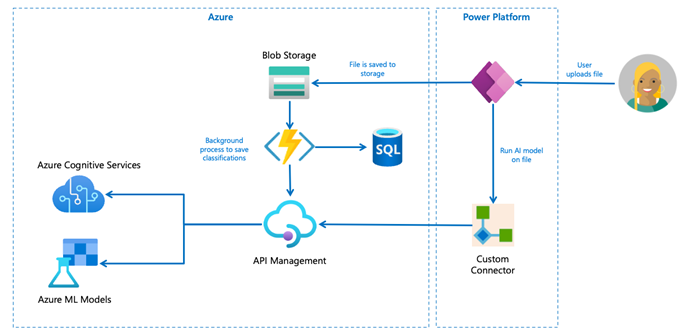 Azure
Power Platform
Blob Storage
File is saved to
storage
User
uploads file
Background
process to save
classifications
SQL
Run AI model
on file
Azure Cognitive Services
API Management
Custom
Connector
Azure ML Models